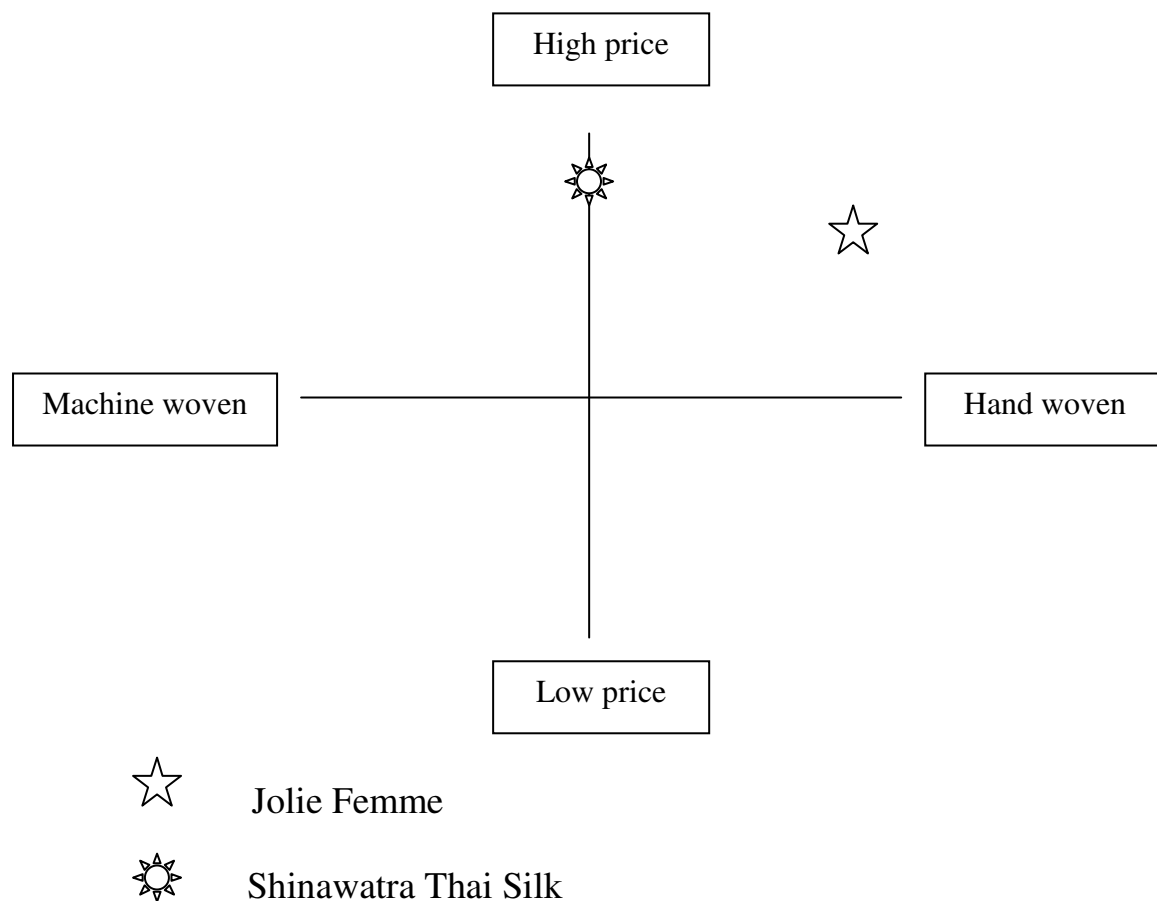 High price
Machine woven
Hand woven
Low price
Jolie Femme
Shinawatra Thai Silk